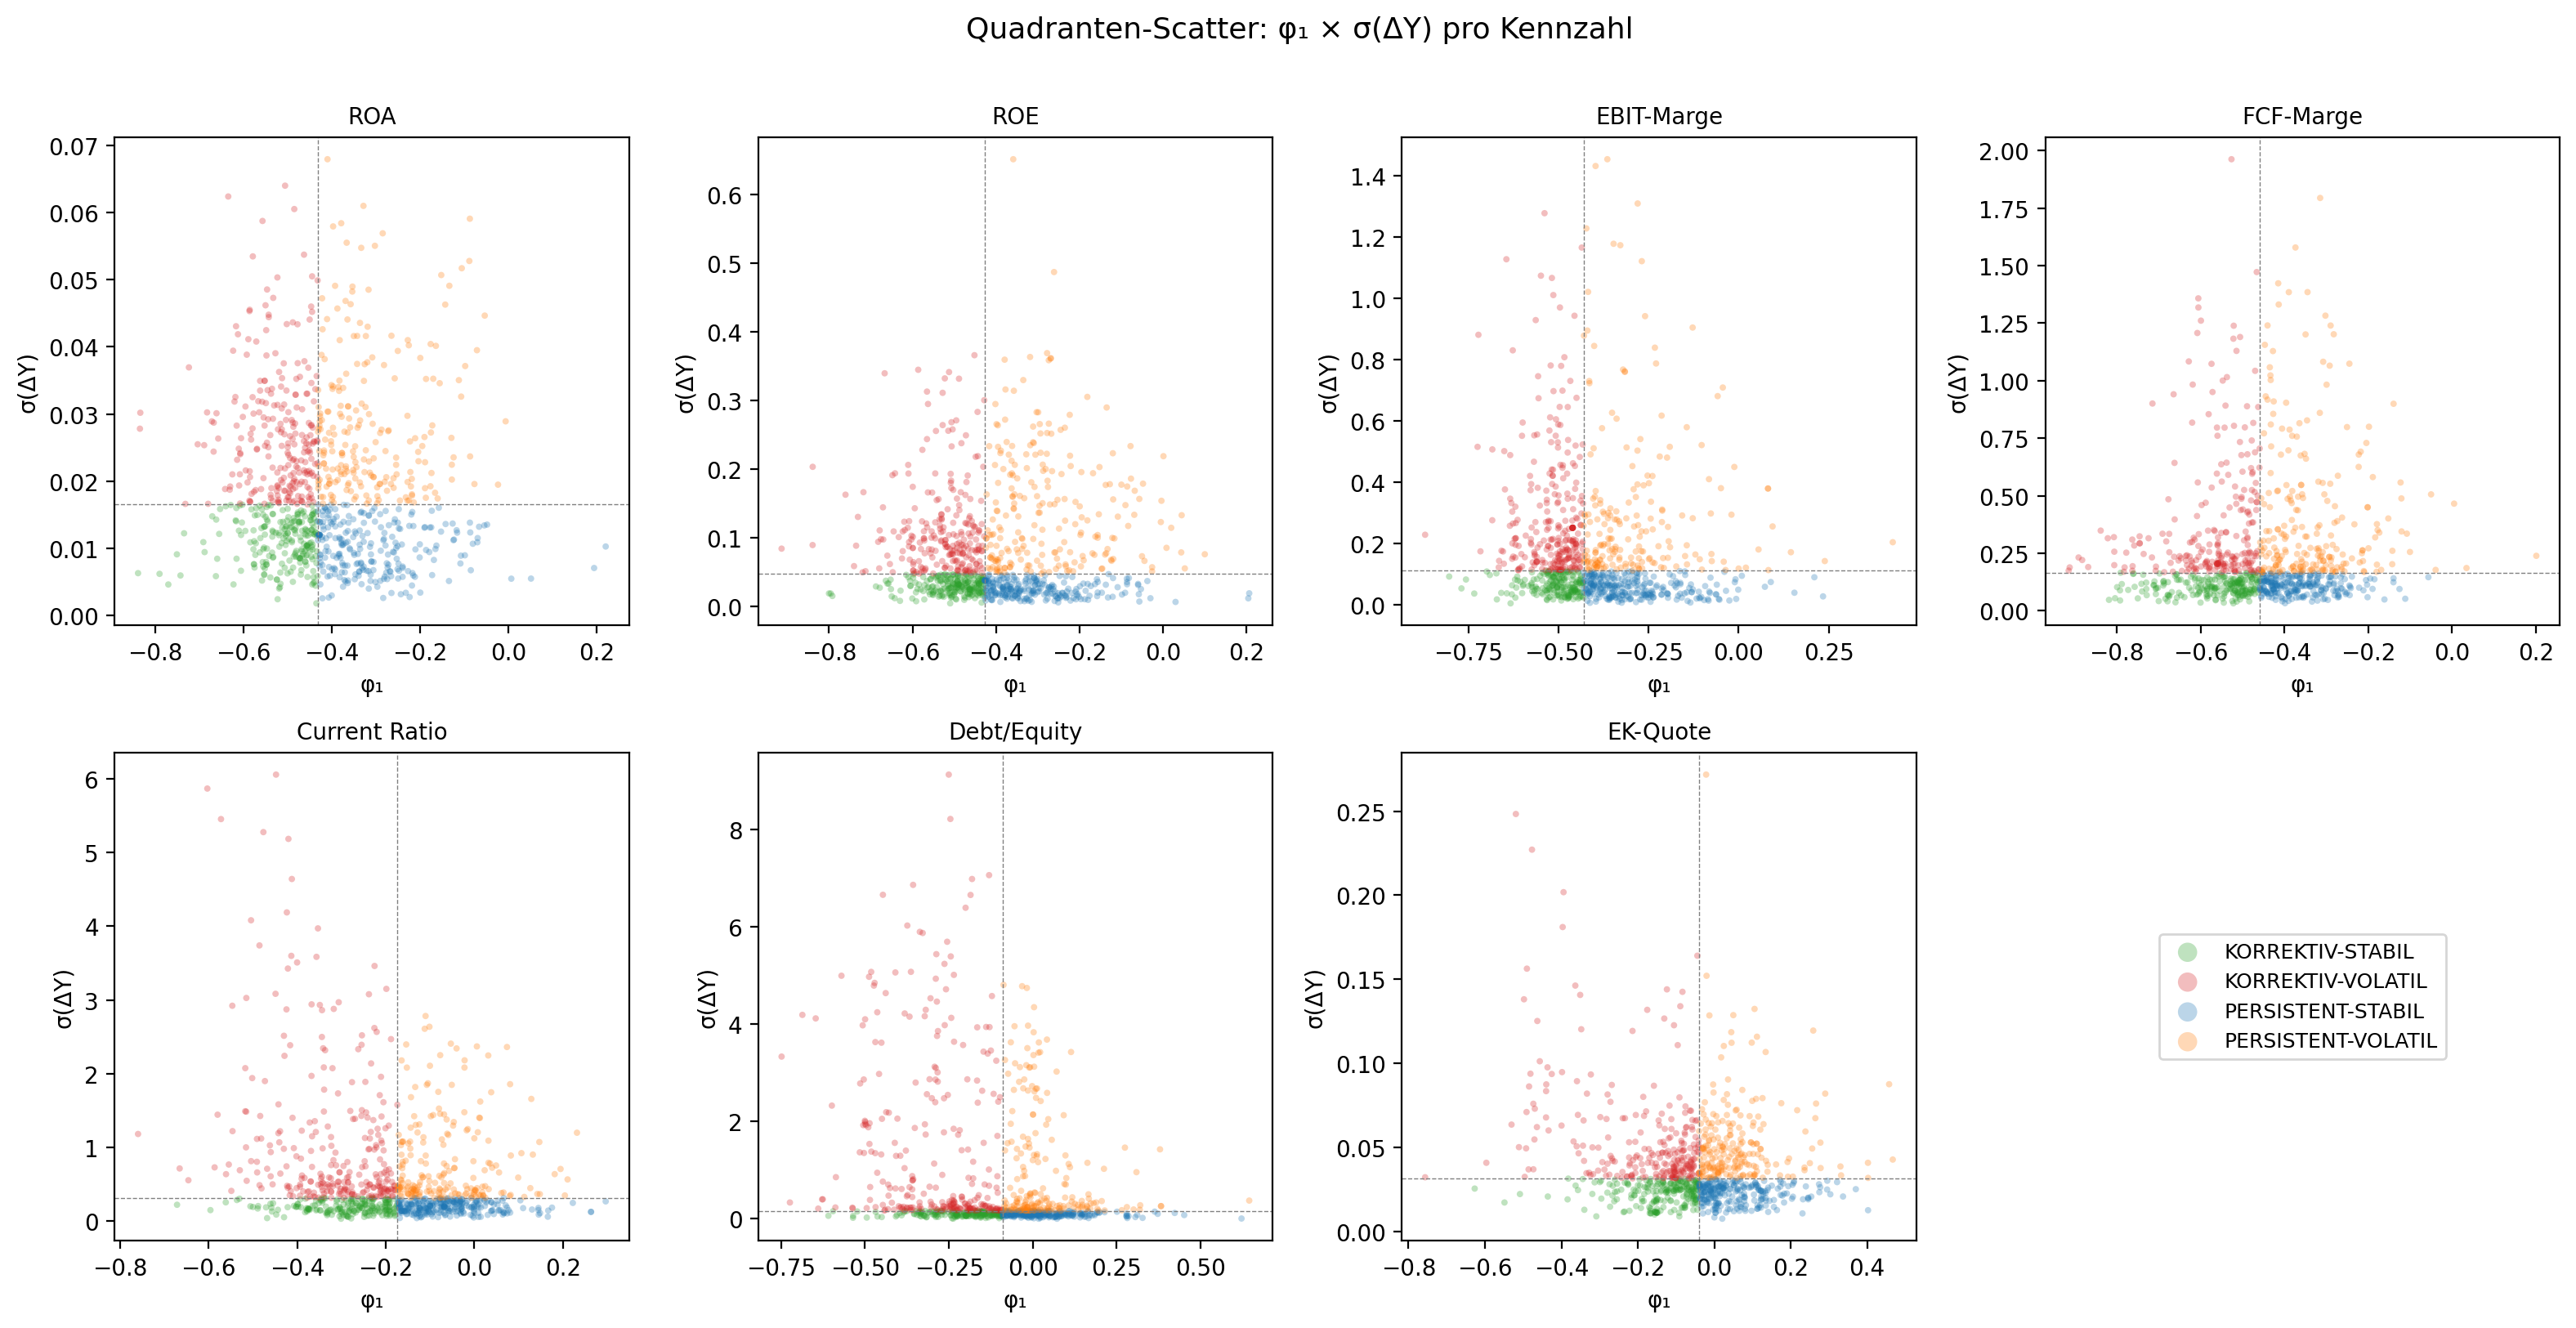 Quadranten-Scatter: φ₁ × σ(ΔY) pro Kennzahl
ROA
0.07
0.06
0.05
0.04
0.03
0.02
0.01
0.00
σ(ΔY)
−0.8 −0.6 −0.4 −0.2 0.0 0.2
φ₁
ROE
0.6
0.5
0.4
0.3
0.2
0.1
0.0
σ(ΔY)
−0.8 −0.6 −0.4 −0.2 0.0 0.2
φ₁
EBIT-Marge
1.4
1.2
1.0
0.8
0.6
0.4
0.2
0.0
σ(ΔY)
−0.75 −0.50 −0.25 0.00 0.25
φ₁
FCF-Marge
2.00
1.75
1.50
1.25
1.00
0.75
0.50
0.25
0.00
σ(ΔY)
−0.8 −0.6 −0.4 −0.2 0.0 0.2
φ₁
Current Ratio
6
5
4
3
2
1
0
σ(ΔY)
−0.8 −0.6 −0.4 −0.2 0.0 0.2
φ₁
Debt/Equity
8
6
4
2
0
σ(ΔY)
−0.75 −0.50 −0.25 0.00 0.25 0.50
φ₁
EK-Quote
0.25
0.20
0.15
0.10
0.05
0.00
σ(ΔY)
−0.8 −0.6 −0.4 −0.2 0.0 0.2 0.4
φ₁
KORREKTIV-STABIL
KORREKTIV-VOLATIL
PERSISTENT-STABIL
PERSISTENT-VOLATIL